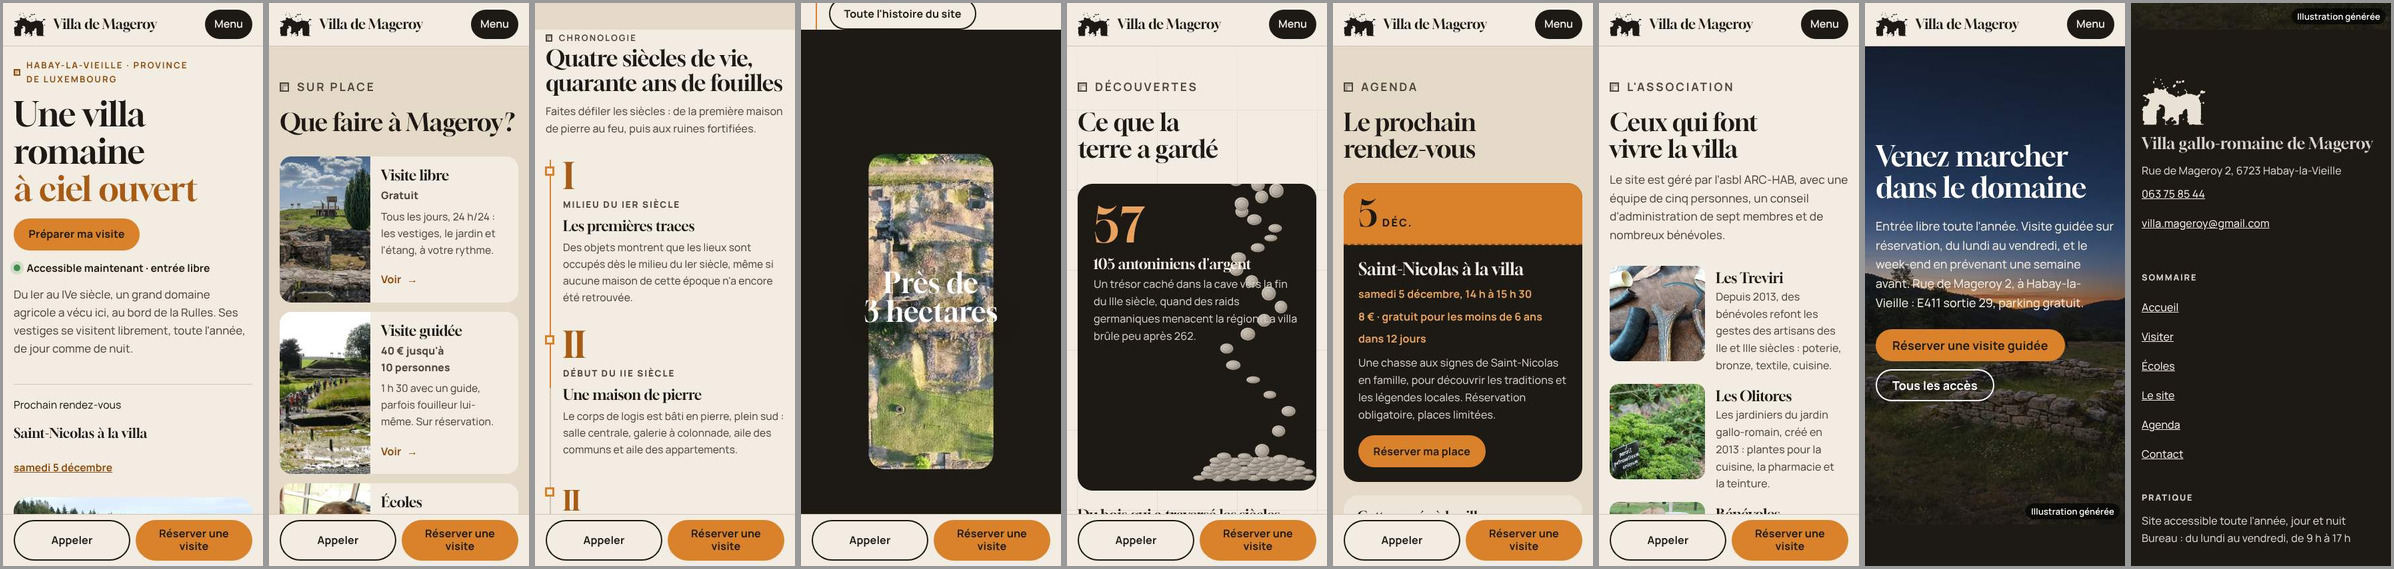 Villa de Mageroy
Menu
HABAY-LA-VIEILLE · PROVINCE
DE LUXEMBOURG
Une villa
romaine
à ciel ouvert
Préparer ma visite
Accessible maintenant · entrée libre
Du Ier au IVe siècle, un grand domaine
agricole a vécu ici, au bord de la Rulles. Ses
vestiges se visitent librement, toute l'année,
de jour comme de nuit.
Prochain rendez-vous
Saint-Nicolas à la villa
samedi 5 décembre
Appeler
Réserver une
visite
Villa de Mageroy
Menu
SUR PLACE
Que faire à Mageroy?
Visite libre
Gratuit
Tous les jours, 24 h/24 :
les vestiges, le jardin et
l'étang, à votre rythme.
Voir →
Visite guidée
40 € jusqu'à
10 personnes
1 h 30 avec un guide,
parfois fouilleur lui-
même. Sur réservation.
Voir →
Écoles
Appeler
Réserver une
visite
CHRONOLOGIE
Quatre siècles de vie,
quarante ans de fouilles
Faites défiler les siècles : de la première maison
de pierre au feu, puis aux ruines fortifiées.
I
MILIEU DU IER SIÈCLE
Les premières traces
Des objets montrent que les lieux sont
occupés dès le milieu du Ier siècle, même si
aucune maison de cette époque n'a encore
été retrouvée.
II
DÉBUT DU IIE SIÈCLE
Une maison de pierre
Le corps de logis est bâti en pierre, plein sud :
salle centrale, galerie à colonnade, aile des
communs et aile des appartements.
II
Appeler
Réserver une
visite
Toute l'histoire du site
Près de
3 hectares
Appeler
Réserver une
visite
Villa de Mageroy
Menu
DÉCOUVERTES
Ce que la
terre a gardé
57
105 antoniniens d'argent
Un trésor caché dans la cave vers la fin
du IIIe siècle, quand des raids
germaniques menacent la région. La villa
brûle peu après 262.
Du bois qui a traversé les siècles
Appeler
Réserver une
visite
Villa de Mageroy
Menu
AGENDA
Le prochain
rendez-vous
5 DÉC.
Saint-Nicolas à la villa
samedi 5 décembre, 14 h à 15 h 30
8 € · gratuit pour les moins de 6 ans
dans 12 jours
Une chasse aux signes de Saint-Nicolas
en famille, pour découvrir les traditions et
les légendes locales. Réservation
obligatoire, places limitées.
Réserver ma place
Appeler
Réserver une
visite
Villa de Mageroy
Menu
L'ASSOCIATION
Ceux qui font
vivre la villa
Le site est géré par l'asbl ARC-HAB, avec une
équipe de cinq personnes, un conseil
d'administration de sept membres et de
nombreux bénévoles.
Les Treviri
Depuis 2013, des
bénévoles refont les
gestes des artisans des
IIe et IIIe siècles : poterie,
bronze, textile, cuisine.
Les Olitores
Les jardiniers du jardin
gallo-romain, créé en
2013 : plantes pour la
cuisine, la pharmacie et
la teinture.
Bénévoles
Appeler
Réserver une
visite
Villa de Mageroy
Menu
Venez marcher
dans le domaine
Entrée libre toute l'année. Visite guidée sur
réservation, du lundi au vendredi, et le
week-end en prévenant une semaine
avant. Rue de Mageroy 2, à Habay-la-
Vieille : E411 sortie 29, parking gratuit.
Réserver une visite guidée
Tous les accès
Illustration générée
Illustration générée
Villa gallo-romaine de Mageroy
Rue de Mageroy 2, 6723 Habay-la-Vieille
063 75 85 44
villa.mageroy@gmail.com
SOMMAIRE
Accueil
Visiter
Écoles
Le site
Agenda
Contact
PRATIQUE
Site accessible toute l'année, jour et nuit
Bureau : du lundi au vendredi, de 9 h à 17 h